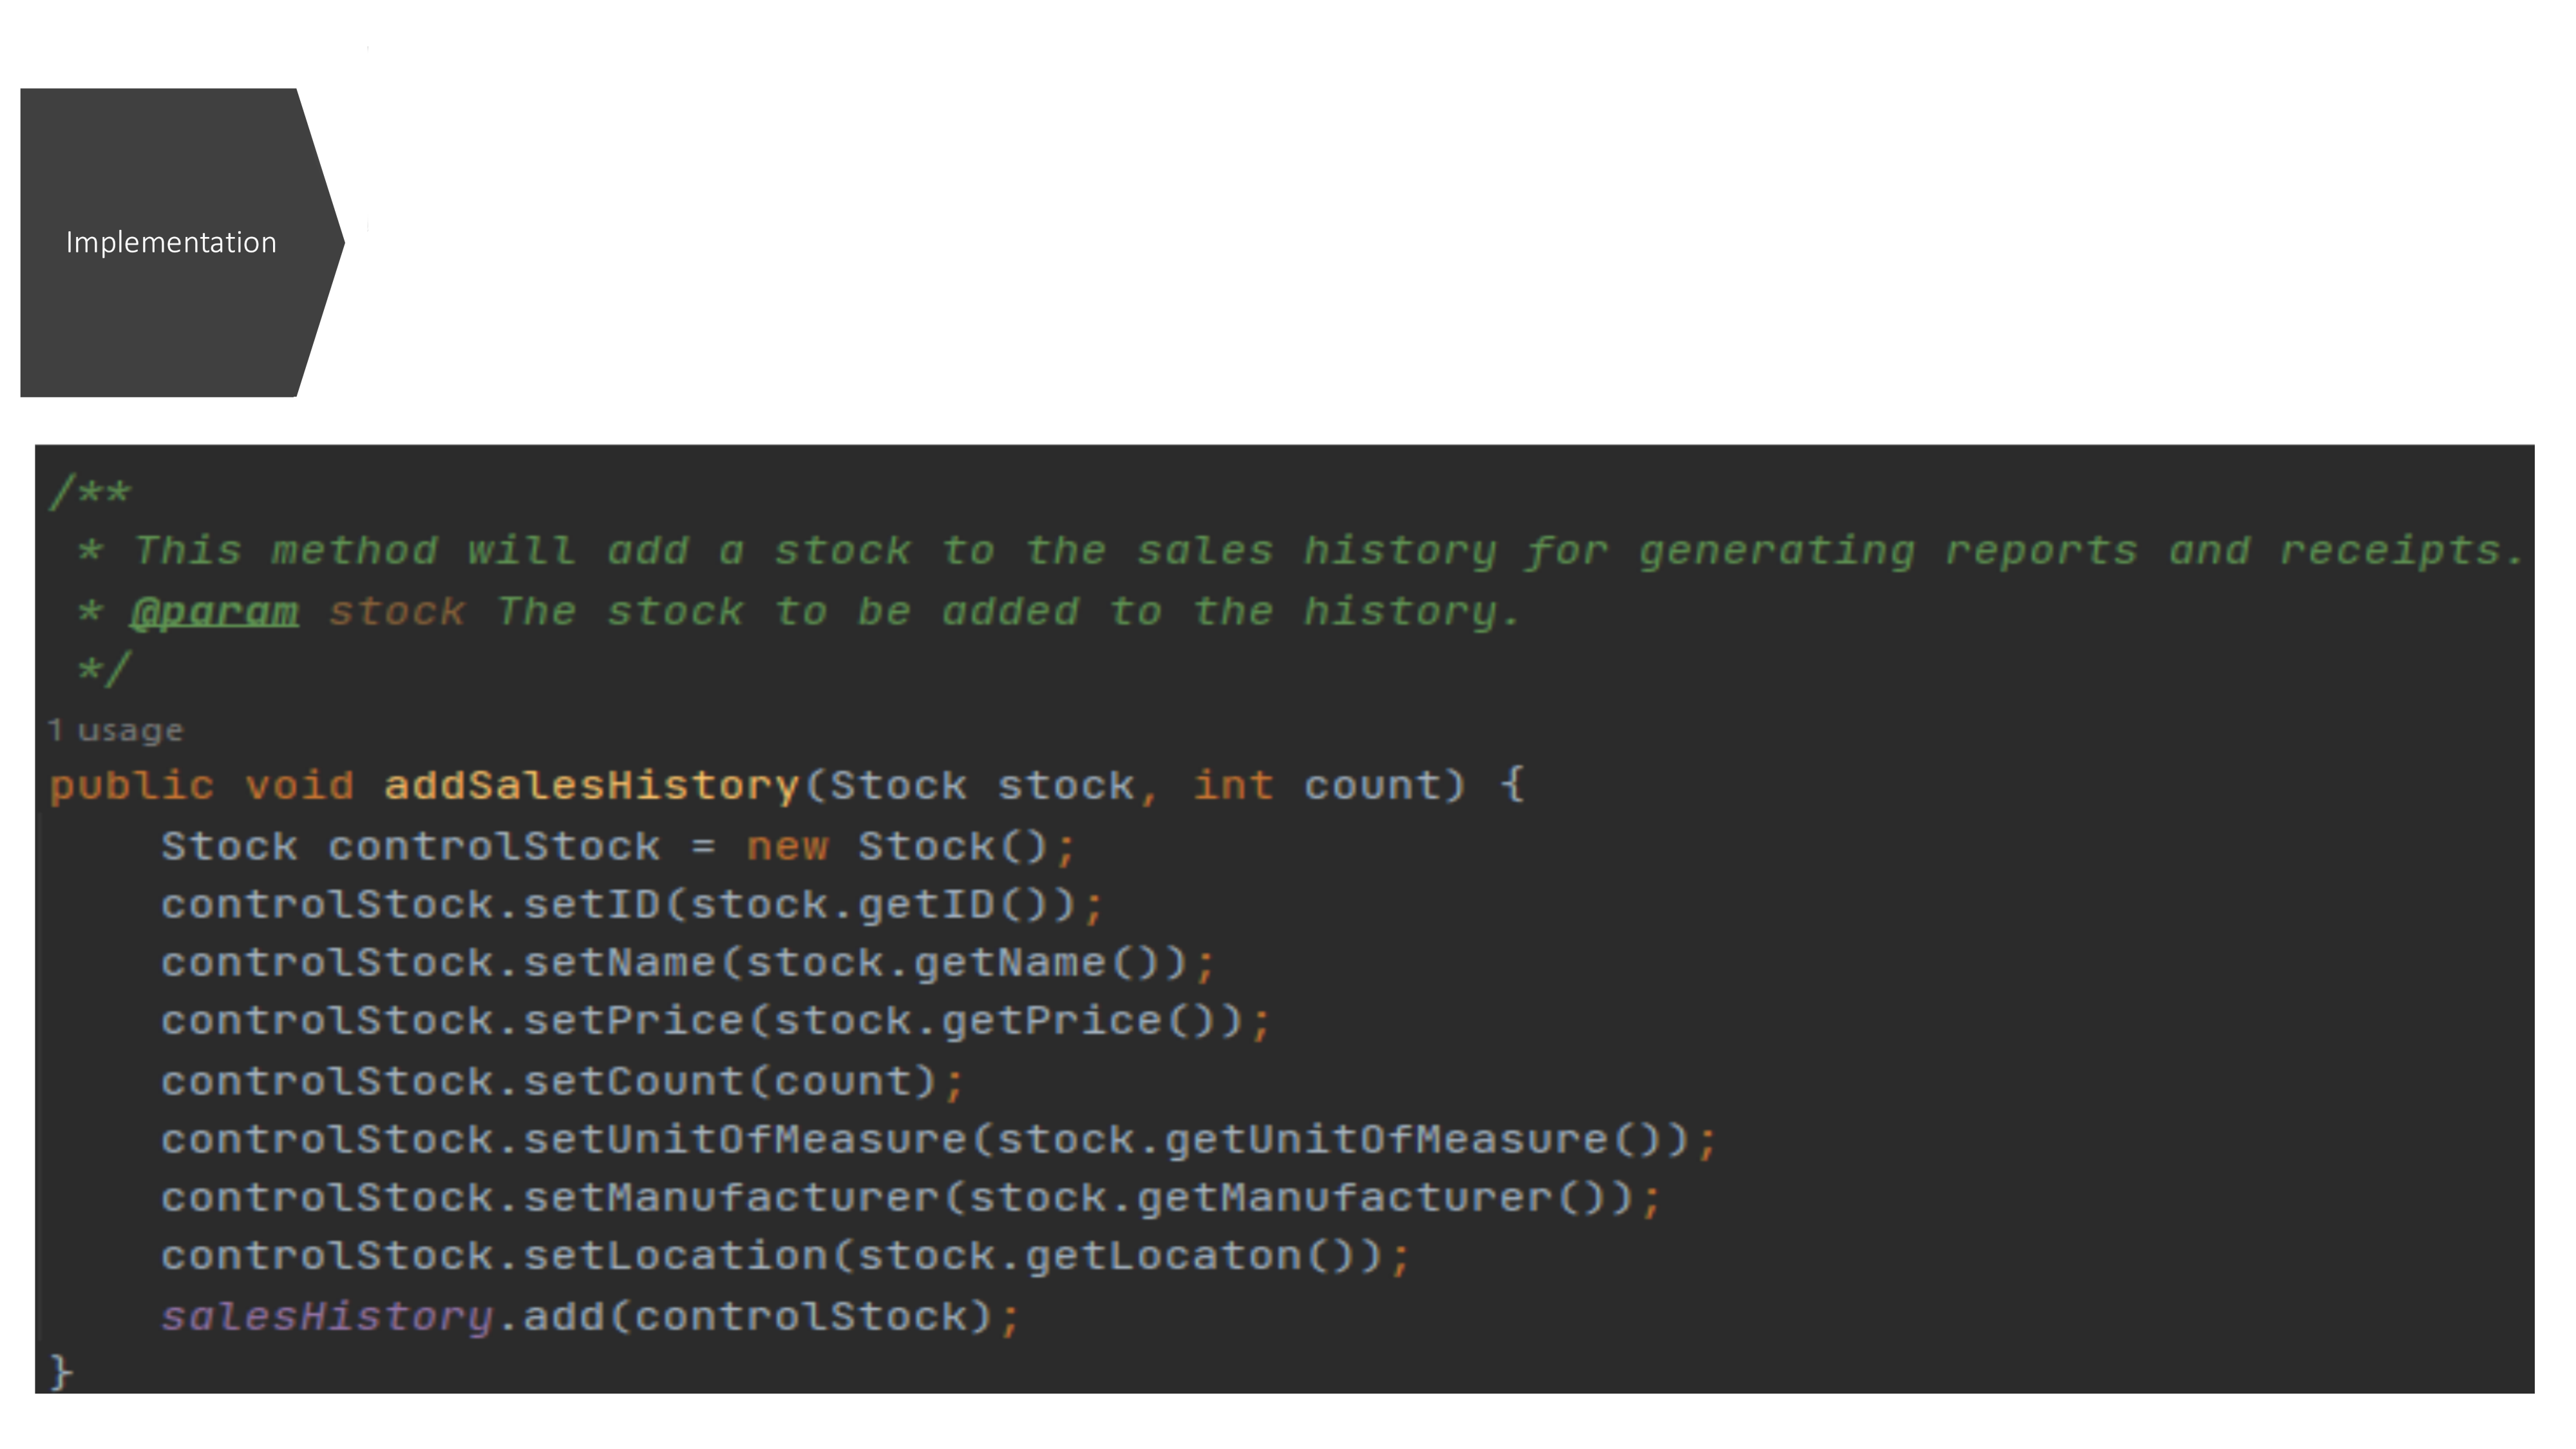 Implementation
/**
 * This method will add a stock to the sales history for generating reports and receipts.
 * @param stock The stock to be added to the history.
 */
1 usage
public void addSalesHistory(Stock stock, int count) {
    Stock controlStock = new Stock();
    controlStock.setID(stock.getID());
    controlStock.setName(stock.getName());
    controlStock.setPrice(stock.getPrice());
    controlStock.setCount(count);
    controlStock.setUnitOfMeasure(stock.getUnitOfMeasure());
    controlStock.setManufacturer(stock.getManufacturer());
    controlStock.setLocation(stock.getLocaton());
    salesHistory.add(controlStock);
}